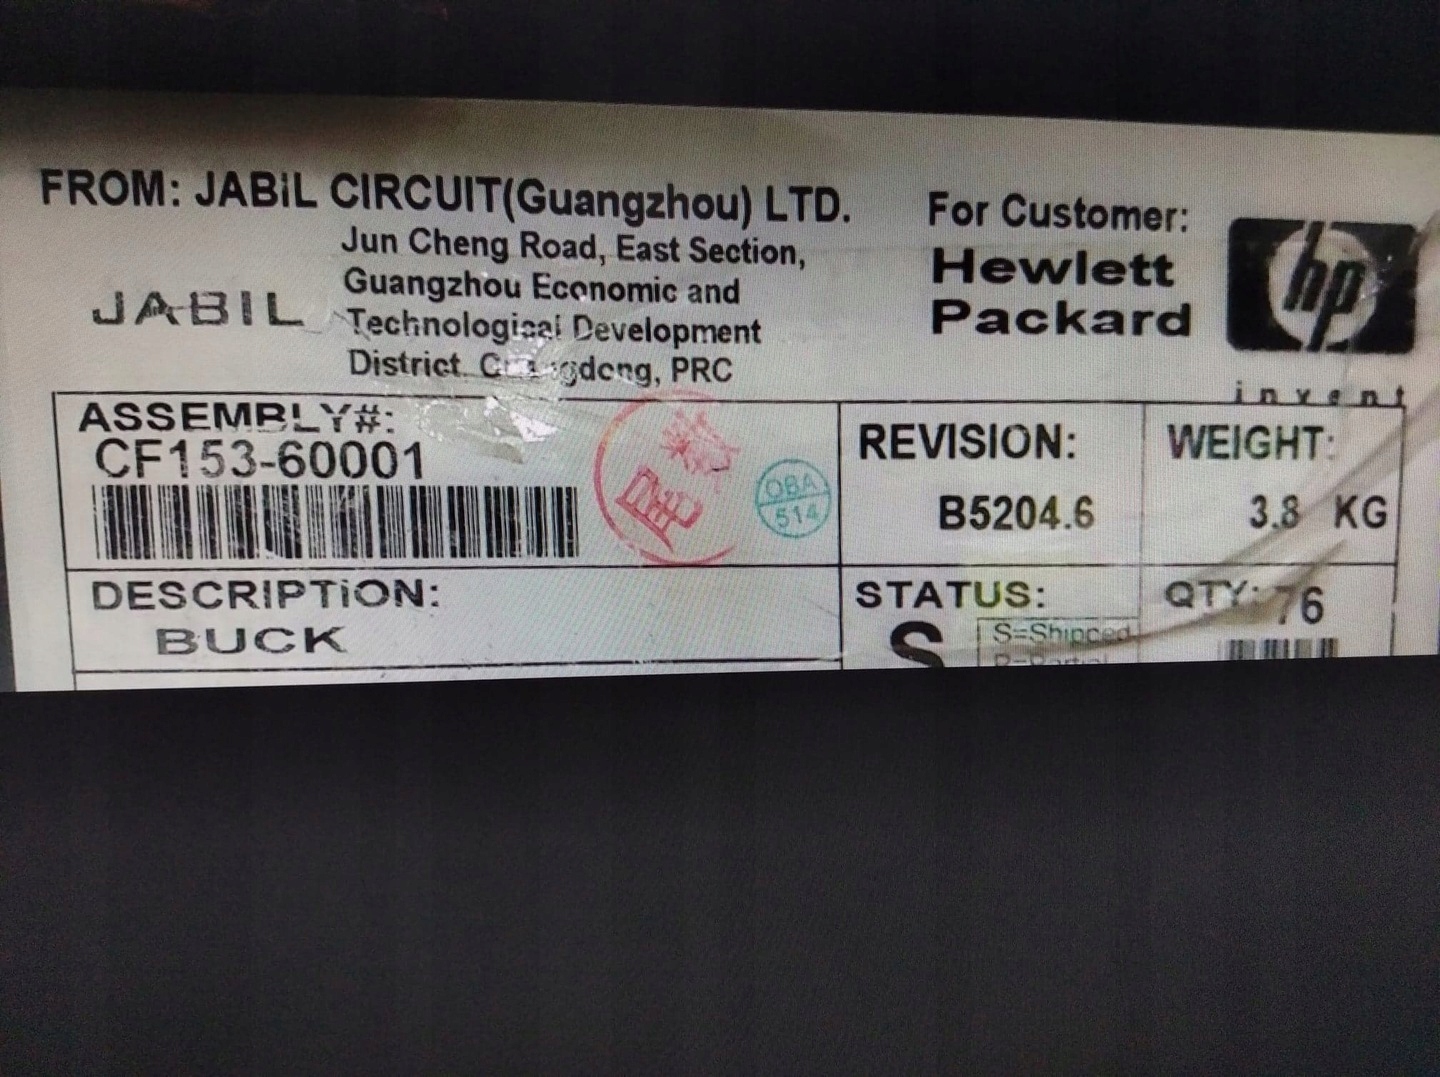 FROM: JABiL CIRCUIT(Guangzhou) LTD.
Jun Cheng Road, East Section,
Guangzhou Economic and
Technological Development
District. PRC
JABIL
For Customer:
Hewlett
Packard
hp
invent
ASSEMBLY#:
CF153-60001
OBA
514
REVISION:
B5204.6
WEIGHT:
3.8 KG
DESCRIPTiON:
BUCK
STATUS:
S
S=Shipped
QTY: 76